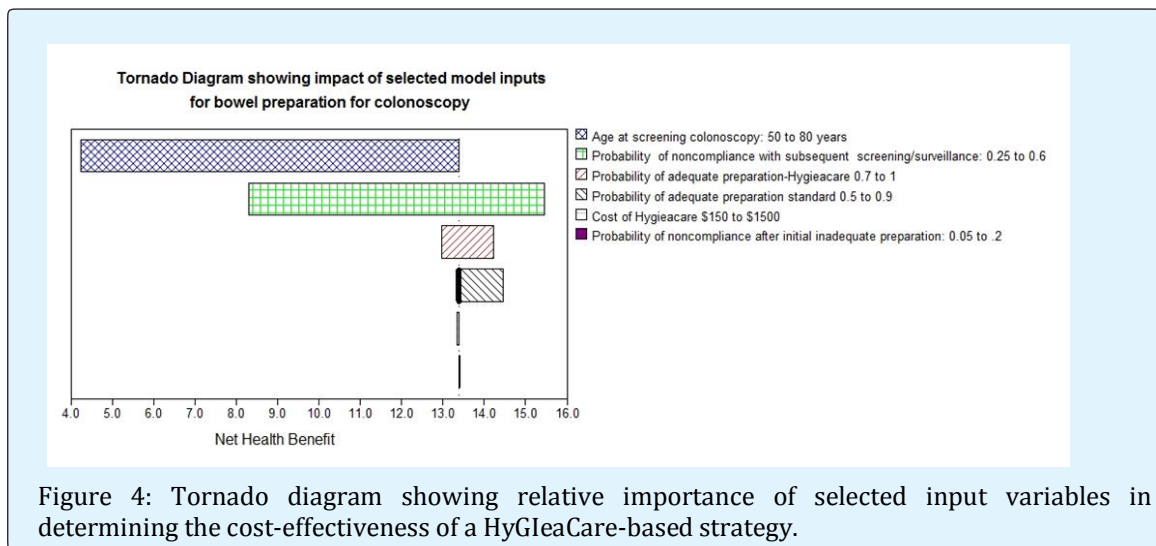 Tornado Diagram showing impact of selected model inputs
for bowel preparation for colonoscopy
Age at screening colonoscopy: 50 to 80 years
Probability of noncompliance with subsequent screening/surveillance: 0.25 to 0.6
Probability of adequate preparation-Hygieacare 0.7 to 1
Probability of adequate preparation standard 0.5 to 0.9
Cost of Hygieacare $150 to $1500
Probability of noncompliance after initial inadequate preparation: 0.05 to .2
4.0 5.0 6.0 7.0 8.0 9.0 10.0 11.0 12.0 13.0 14.0 15.0 16.0
Net Health Benefit
Figure 4: Tornado diagram showing relative importance of selected input variables in
determining the cost-effectiveness of a HyGIeaCare-based strategy.